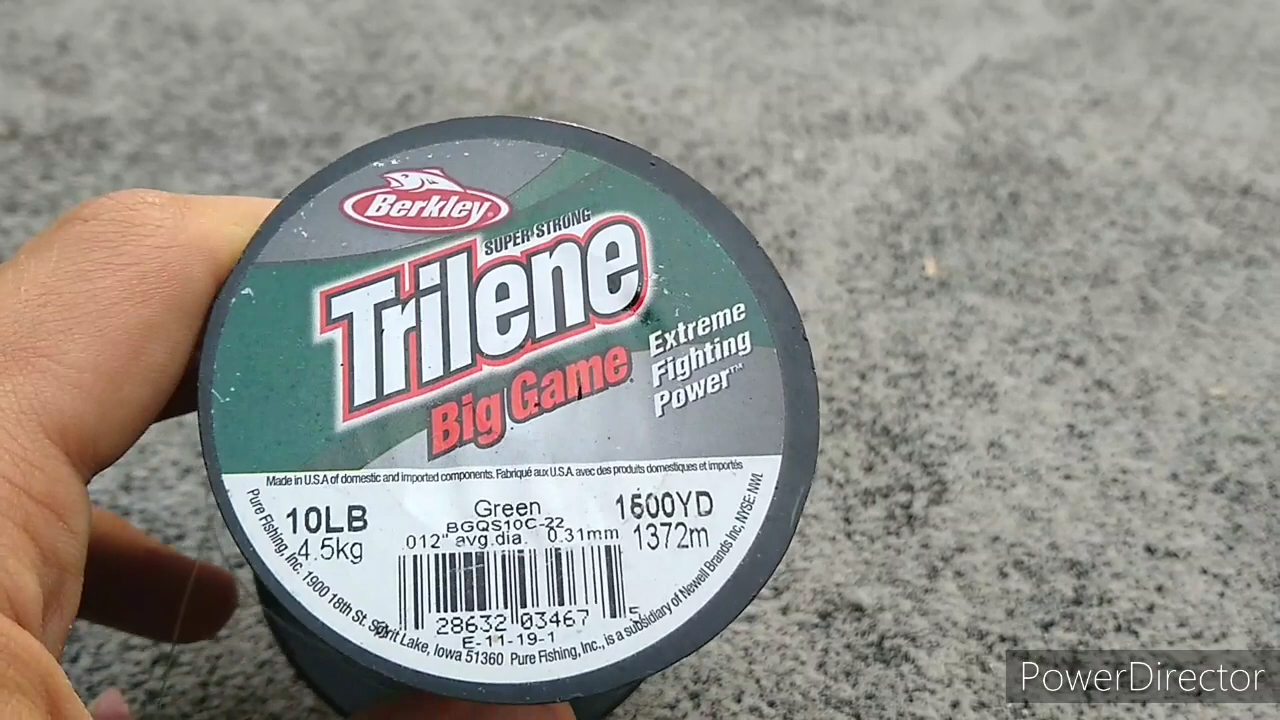 Berkley
SUPER STRONG
Trilene
Big Game
Extreme
Fighting
Power™
Made in U.S.A of domestic and imported components. Fabriqué aux U.S.A. avec des produits domestiques et importés
10LB
4.5kg
Green
BGQS10C-22
012" avg.dia. 0.31mm
1500YD
1372m
28632 03467 5
E-11-19-1
Pure Fishing, Inc. 1900 18th St. Spirit Lake, Iowa 51360 Pure Fishing, Inc., is a subsidiary of Newell Brands Inc, NYSE: NWL
PowerDirector